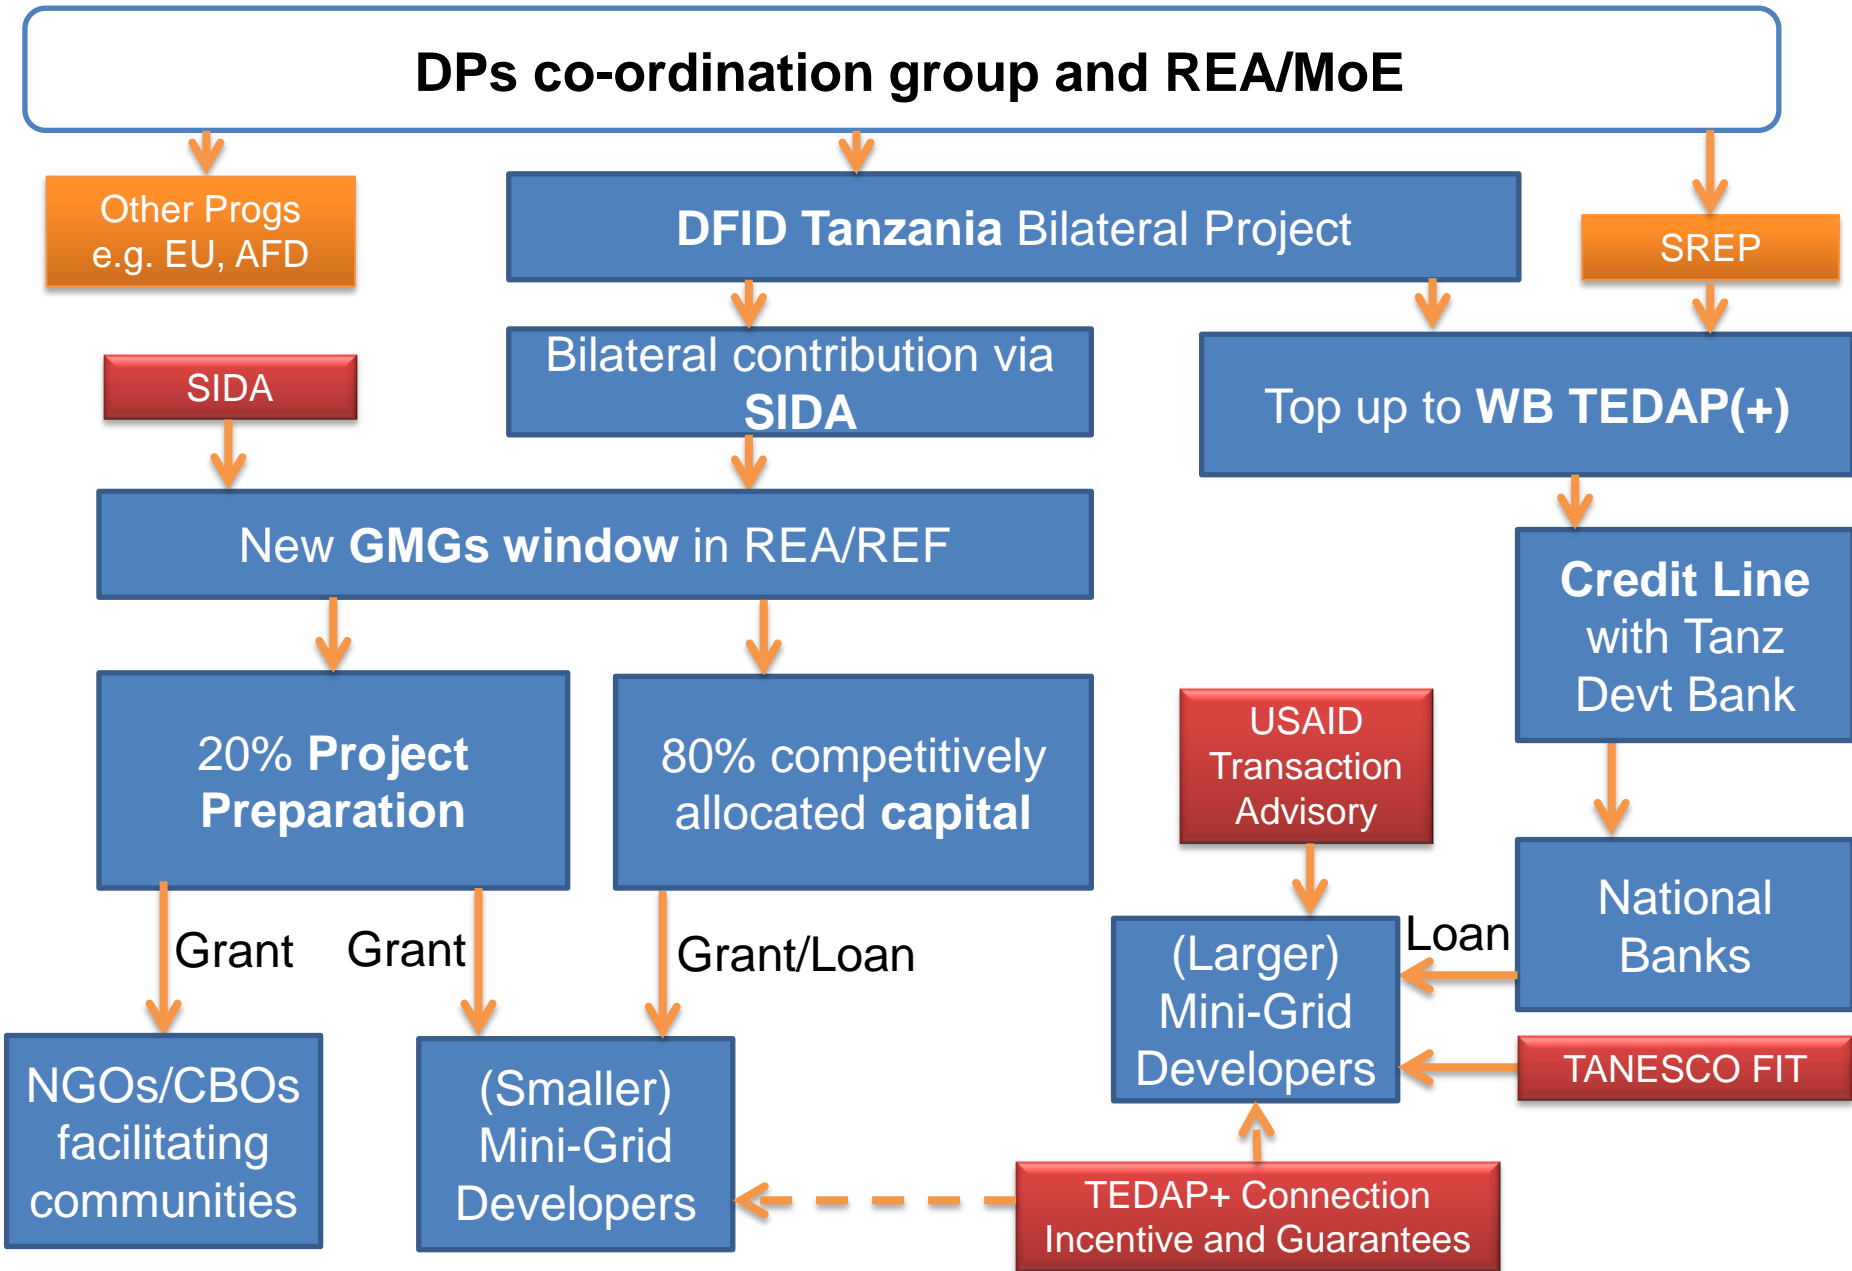 DPs co-ordination group and REA/MoE
Other Progs
e.g. EU, AFD
DFID Tanzania Bilateral Project
SREP
SIDA
Bilateral contribution via
SIDA
Top up to WB TEDAP(+)
New GMGs window in REA/REF
Credit Line
with Tanz
Devt Bank
20% Project
Preparation
80% competitively
allocated capital
USAID
Transaction
Advisory
National
Banks
Grant
Grant
Grant/Loan
Loan
(Larger)
Mini-Grid
Developers
TANESCO FIT
NGOs/CBOs
facilitating
communities
(Smaller)
Mini-Grid
Developers
TEDAP+ Connection
Incentive and Guarantees